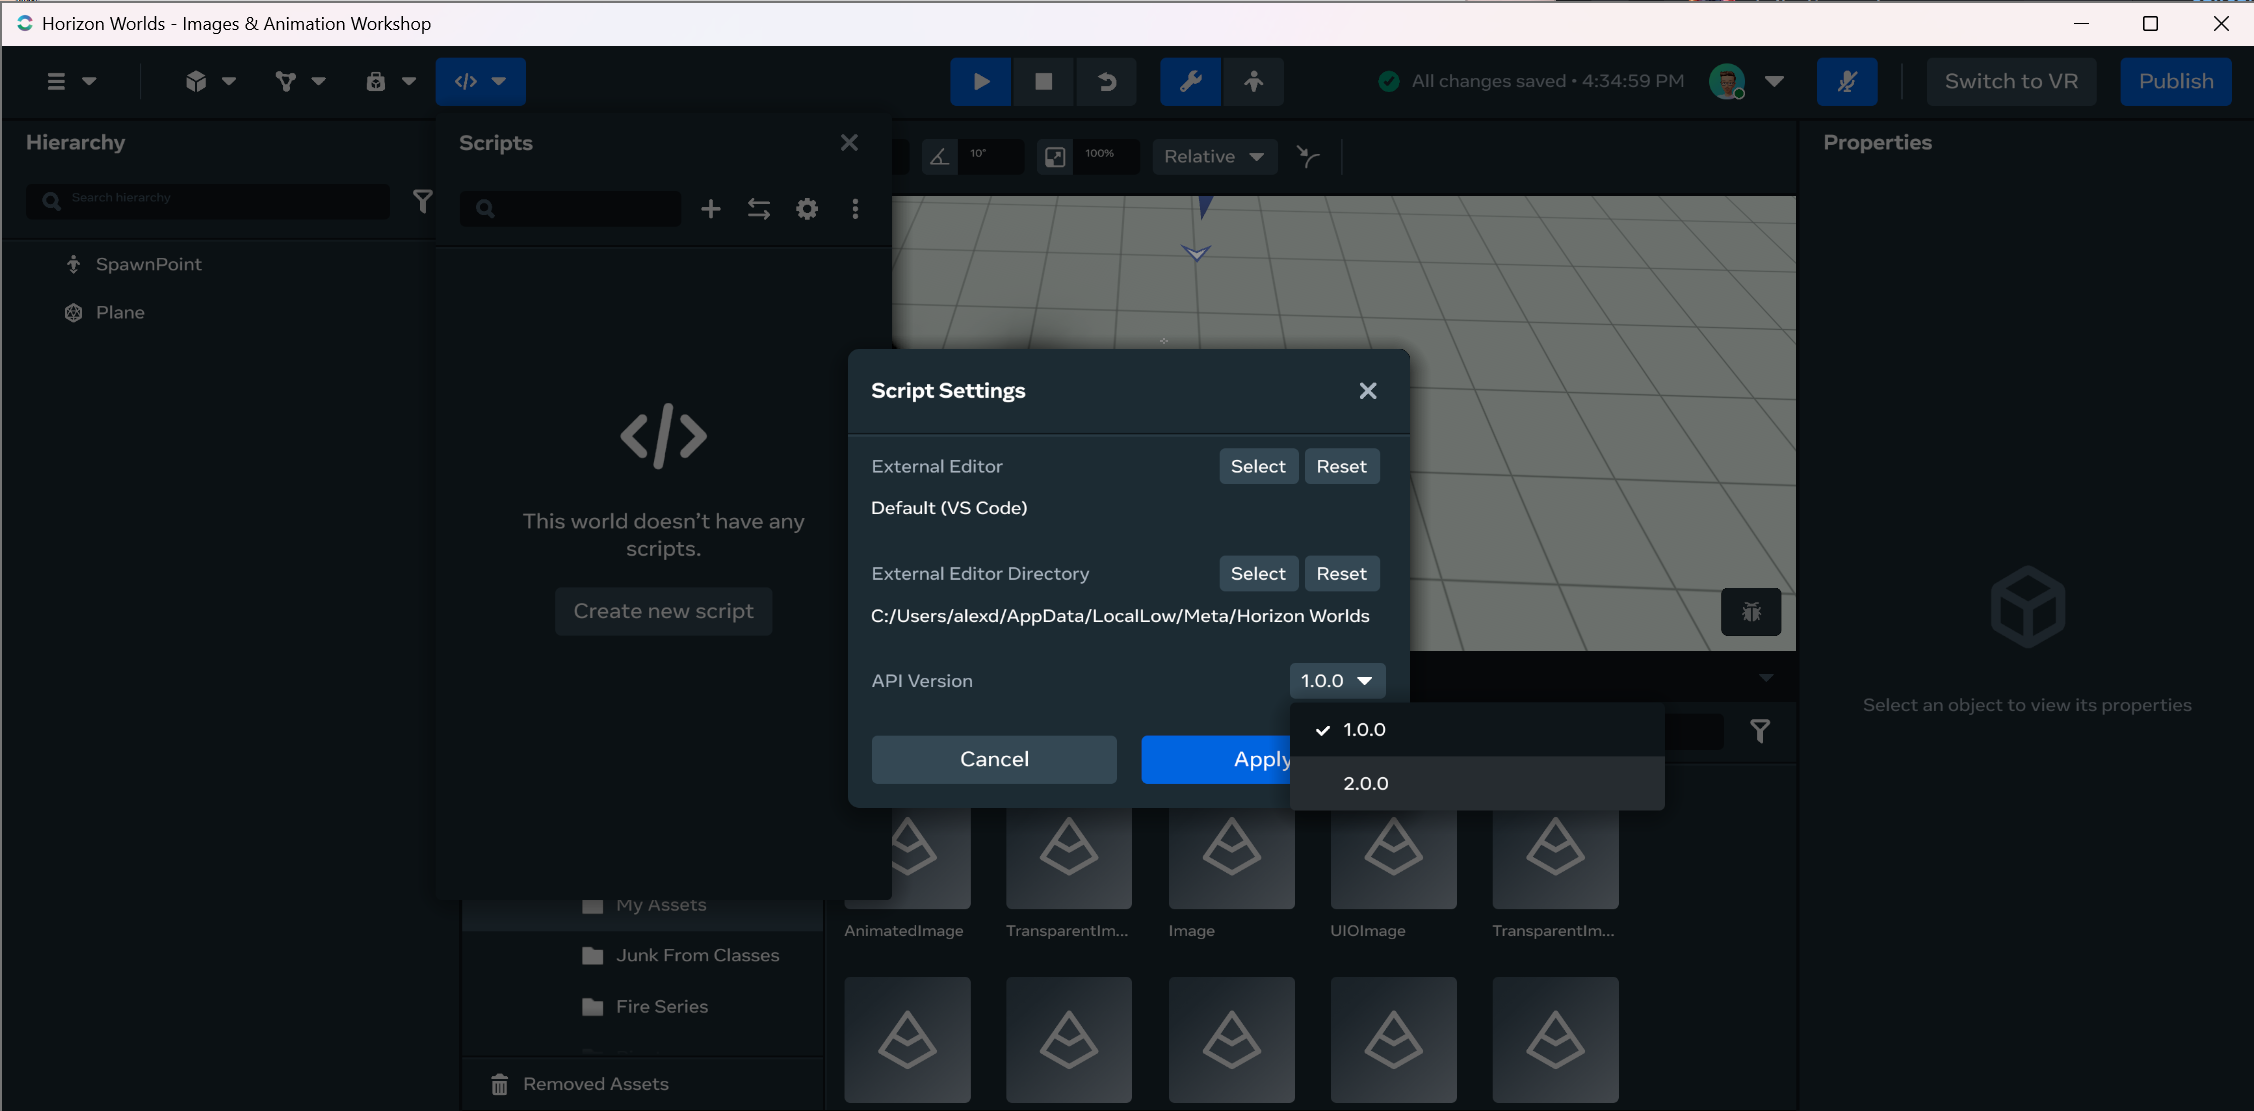 Horizon Worlds - Images & Animation Workshop
All changes saved • 4:34:59 PM
Switch to VR
Publish
Hierarchy
Search hierarchy
SpawnPoint
Plane
Scripts
This world doesn't have any
scripts.
Create new script
10°
100%
Relative
Properties
Select an object to view its properties
Script Settings
External Editor
Select
Reset
Default (VS Code)
External Editor Directory
Select
Reset
C:/Users/alexd/AppData/LocalLow/Meta/Horizon Worlds
API Version
1.0.0
1.0.0
2.0.0
Cancel
Apply
My Assets
Junk From Classes
Fire Series
Removed Assets
AnimatedImage
TransparentIm...
Image
UIOImage
TransparentIm...